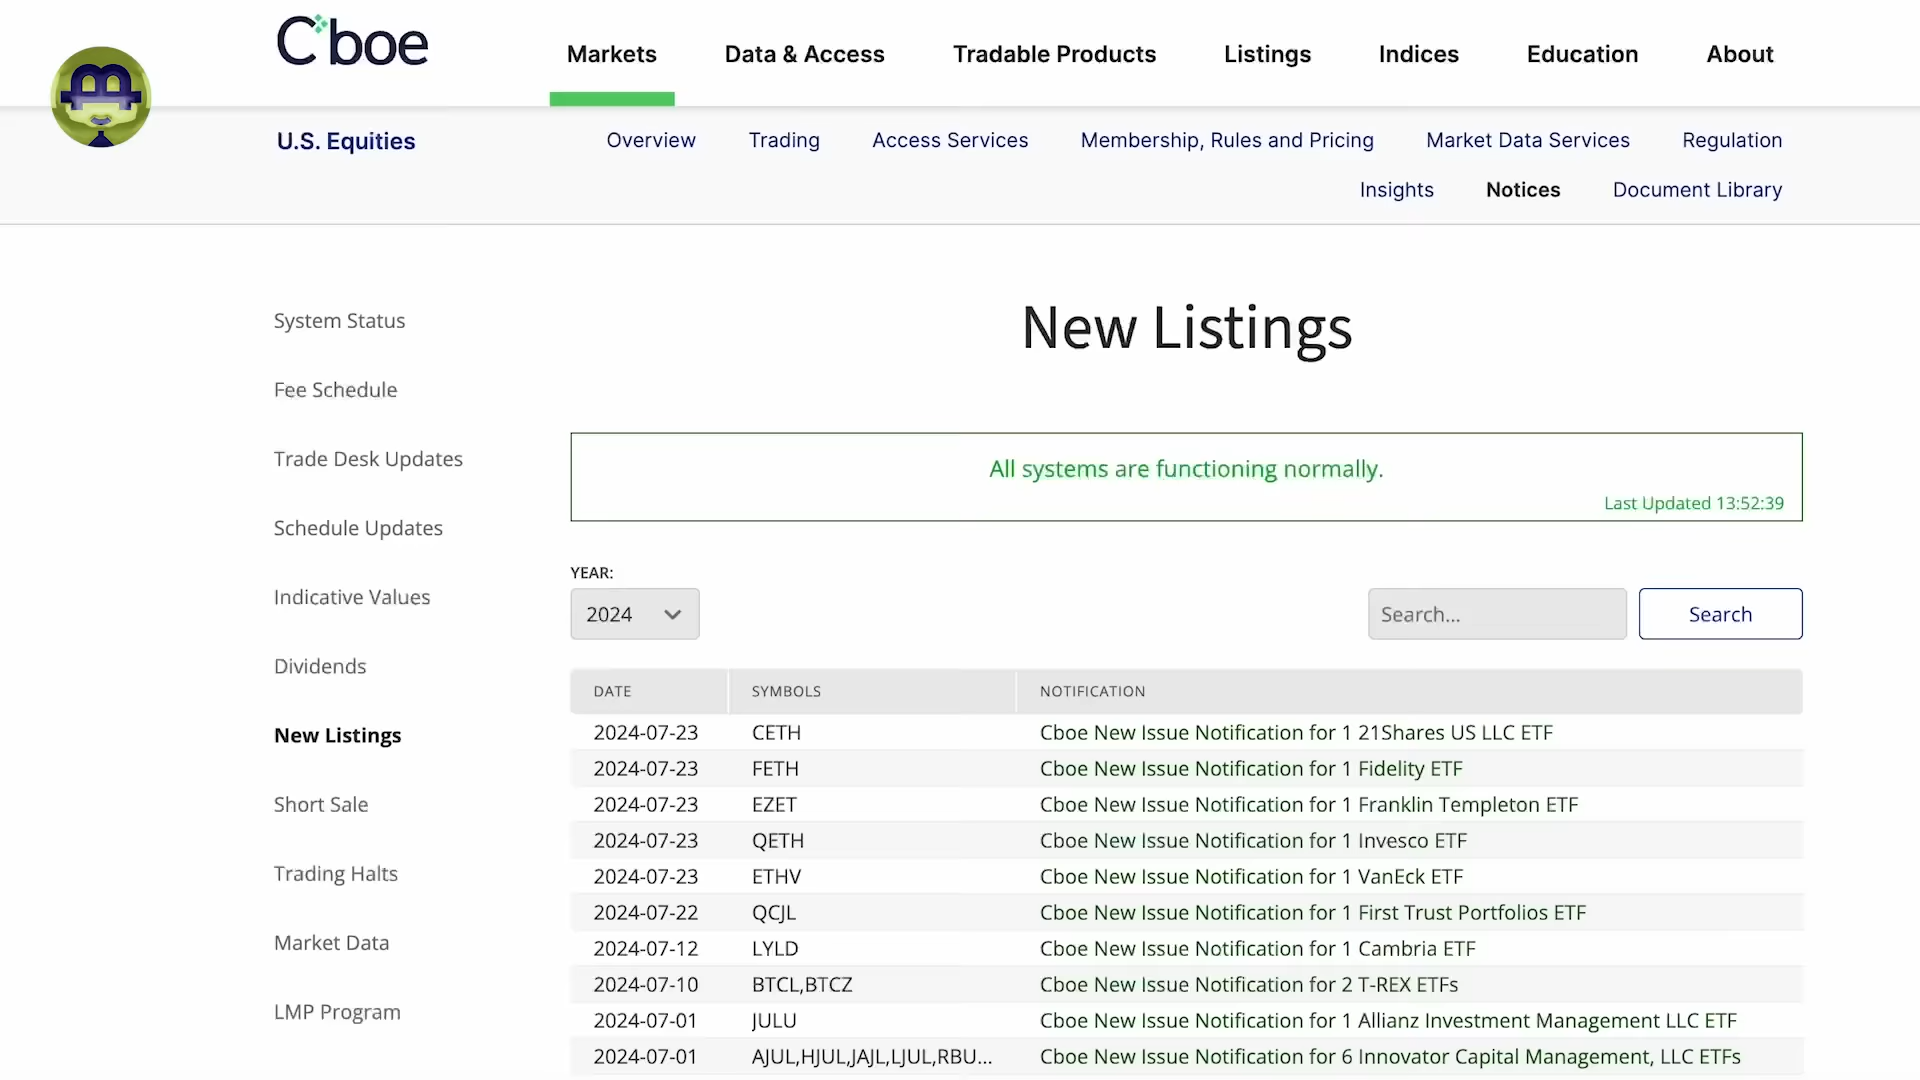 Cboe
Markets
Data & Access
Tradable Products
Listings
Indices
Education
About
U.S. Equities
Overview
Trading
Access Services
Membership, Rules and Pricing
Market Data Services
Regulation
Insights
Notices
Document Library
System Status
Fee Schedule
Trade Desk Updates
Schedule Updates
Indicative Values
Dividends
New Listings
Short Sale
Trading Halts
Market Data
LMP Program
New Listings
All systems are functioning normally.
Last Updated 13:52:39
YEAR:
2024
Search...
Search
DATE SYMBOLS NOTIFICATION
2024-07-23 CETH Cboe New Issue Notification for 1 21Shares US LLC ETF
2024-07-23 FETH Cboe New Issue Notification for 1 Fidelity ETF
2024-07-23 EZET Cboe New Issue Notification for 1 Franklin Templeton ETF
2024-07-23 QETH Cboe New Issue Notification for 1 Invesco ETF
2024-07-23 ETHV Cboe New Issue Notification for 1 VanEck ETF
2024-07-22 QCJL Cboe New Issue Notification for 1 First Trust Portfolios ETF
2024-07-12 LYLD Cboe New Issue Notification for 1 Cambria ETF
2024-07-10 BTCL,BTCZ Cboe New Issue Notification for 2 T-REX ETFs
2024-07-01 JULU Cboe New Issue Notification for 1 Allianz Investment Management LLC ETF
2024-07-01 AJUL,HJUL,JAJL,LJUL,RBU... Cboe New Issue Notification for 6 Innovator Capital Management, LLC ETFs